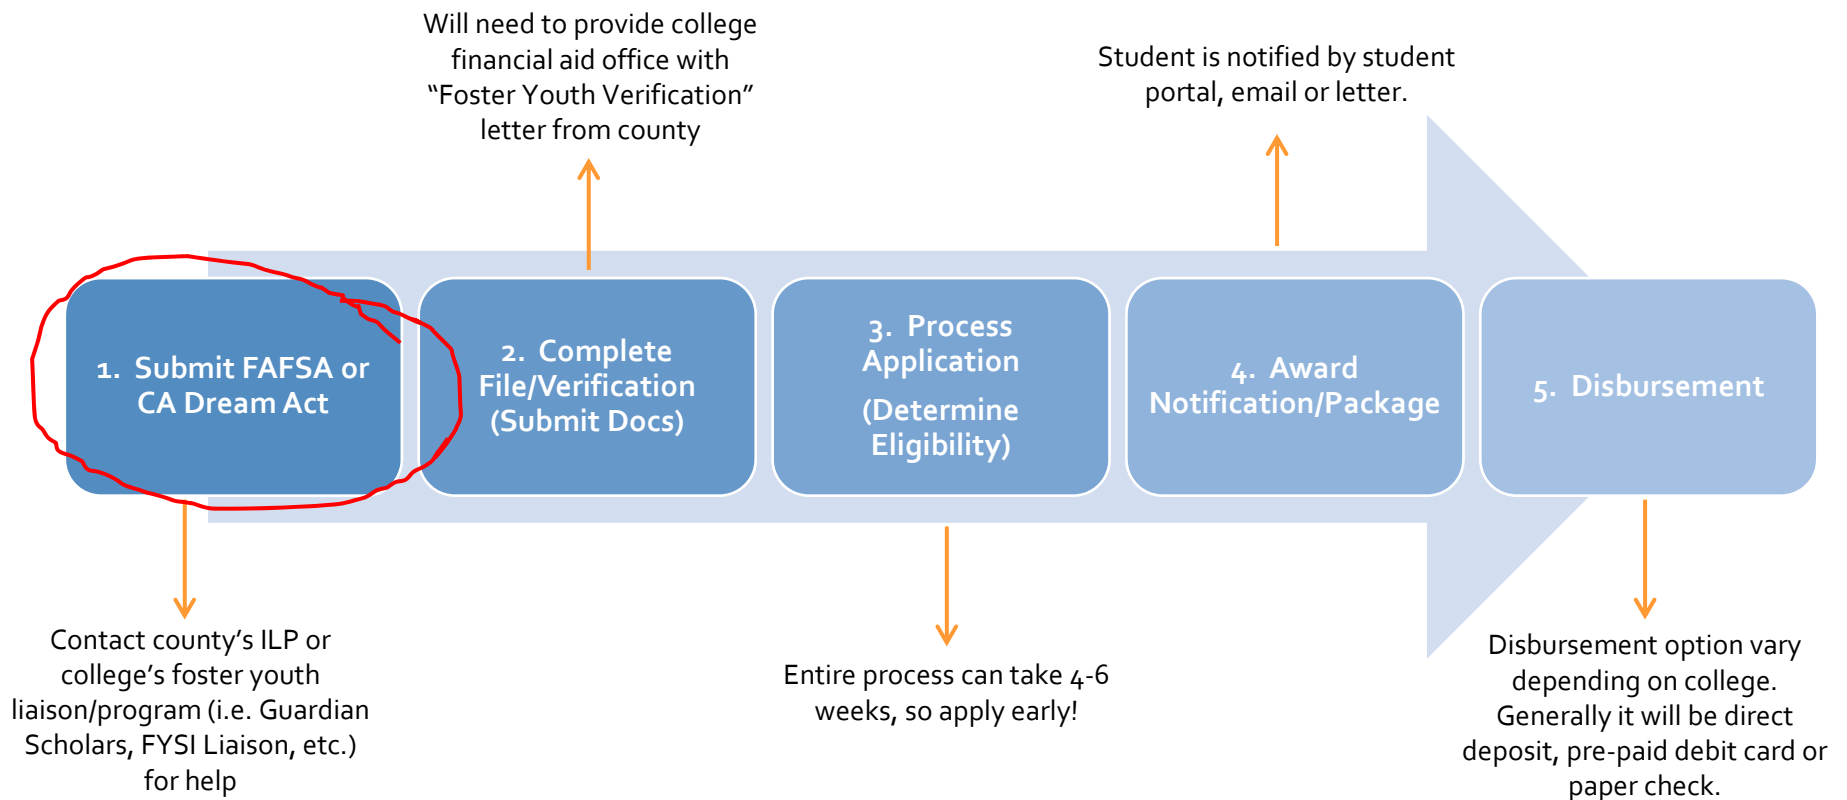 Will need to provide college
financial aid office with
“Foster Youth Verification”
letter from county
Student is notified by student
portal, email or letter.
1. Submit FAFSA or
CA Dream Act
2. Complete
File/Verification
(Submit Docs)
3. Process
Application
(Determine
Eligibility)
4. Award
Notification/Package
5. Disbursement
Contact county’s ILP or
college’s foster youth
liaison/program (i.e. Guardian
Scholars, FYSI Liaison, etc.)
for help
Entire process can take 4-6
weeks, so apply early!
Disbursement option vary
depending on college.
Generally it will be direct
deposit, pre-paid debit card or
paper check.